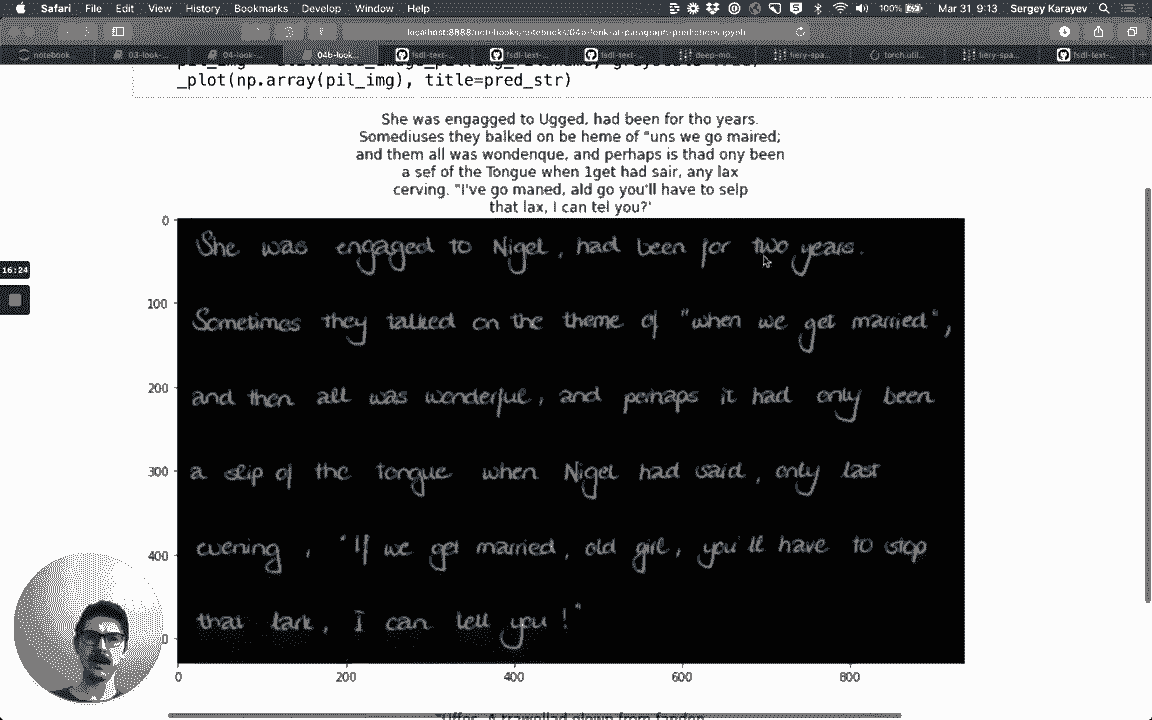 Safari File Edit View History Bookmarks Develop Window Help 100% Mar 31 9:13 Sergey Karayev
notebook 03-look-... 04-look-... 04b-look... fsdl-text-... fsdl-text-... fsdl-text-... deep-mo... fiery-spa... fsdl-text-... torch.util... fiery-spa... fsdl-text-...
_plot(np.array(pil_img), title=pred_str)
She was engagged to Ugged, had been for tho years.
Somediuses they balked on be heme of "uns we go maired;
and them all was wondenque, and perhaps is thad ony been
a sef of the Tongue when 1get had sair, any lax
cerving. "I've go maned, ald go you'll have to selp
that lax, I can tel you?'
0
She was engaged to Nigel, had been for two years.
16:24
100
Sometimes they talked on the theme of "when we get married",
200
and then all was wonderful, and perhaps it had only been
300
a slip of the tongue when Nigel had said, only last
400
evening, "If we get married, old girl, you'll have to stop
that lark, I can tell you!"
0 200 400 600 800